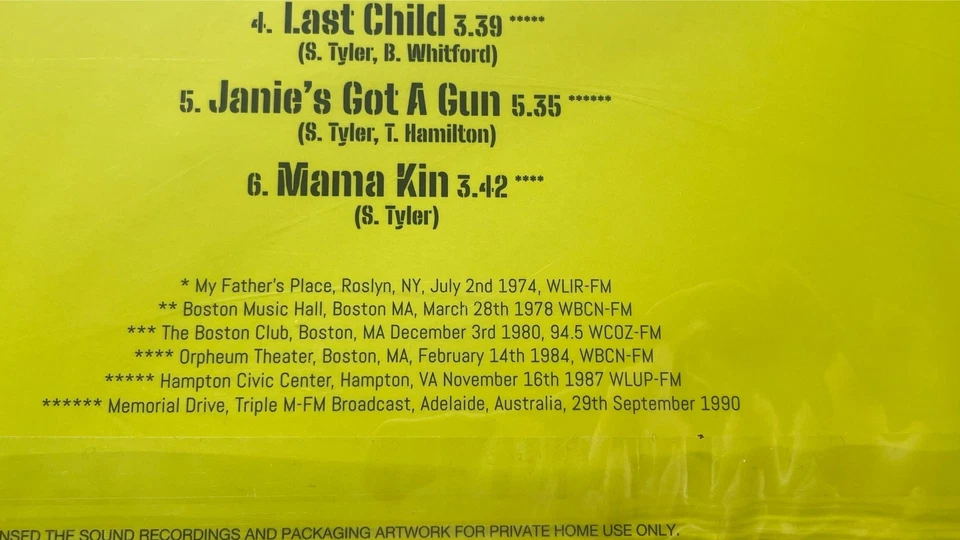 4. Last Child 3.39 *****
(S. Tyler, B. Whitford)
5. Janie's Got A Gun 5.35 ******
(S. Tyler, T. Hamilton)
6. Mama Kin 3.42 ****
(S. Tyler)
* My Father's Place, Roslyn, NY, July 2nd 1974, WLIR-FM
** Boston Music Hall, Boston MA, March 28th 1978 WBCN-FM
*** The Boston Club, Boston, MA December 3rd 1980, 94.5 WCOZ-FM
**** Orpheum Theater, Boston, MA, February 14th 1984, WBCN-FM
***** Hampton Civic Center, Hampton, VA November 16th 1987 WLUP-FM
****** Memorial Drive, Triple M-FM Broadcast, Adelaide, Australia, 29th September 1990
NSED THE SOUND RECORDINGS AND PACKAGING ARTWORK FOR PRIVATE HOME USE ONLY.